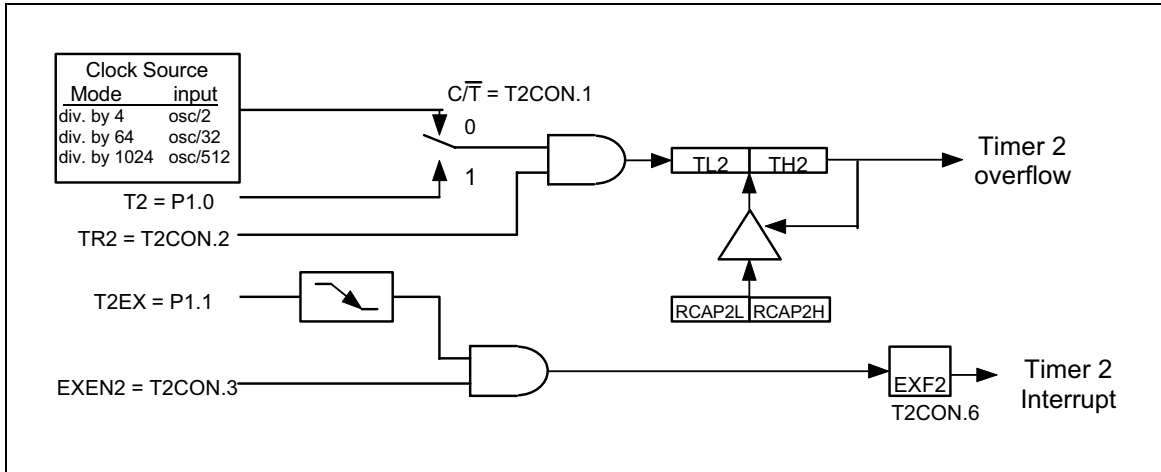 Clock Source
Mode input
div. by 4 osc/2
div. by 64 osc/32
div. by 1024 osc/512
C/T̅ = T2CON.1
0
1
T2 = P1.0
TR2 = T2CON.2
TL2 TH2
Timer 2
overflow
RCAP2L RCAP2H
T2EX = P1.1
EXEN2 = T2CON.3
EXF2
T2CON.6
Timer 2
Interrupt